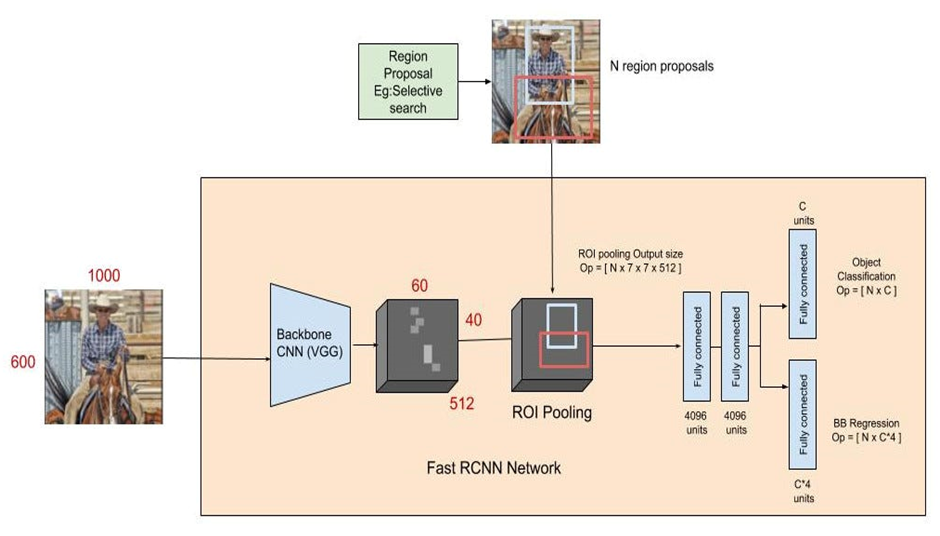 Region
Proposal
Eg:Selective
search
N region proposals
C
units
ROI pooling Output size
Op = [ N x 7 x 7 x 512 ]
Object
Classification
Op = [ N x C ]
Fully connected
1000
60
40
600
Backbone
CNN (VGG)
512
ROI Pooling
Fully connected
Fully connected
4096
units
4096
units
Fully connected
BB Regression
Op = [ N x C*4 ]
C*4
units
Fast RCNN Network